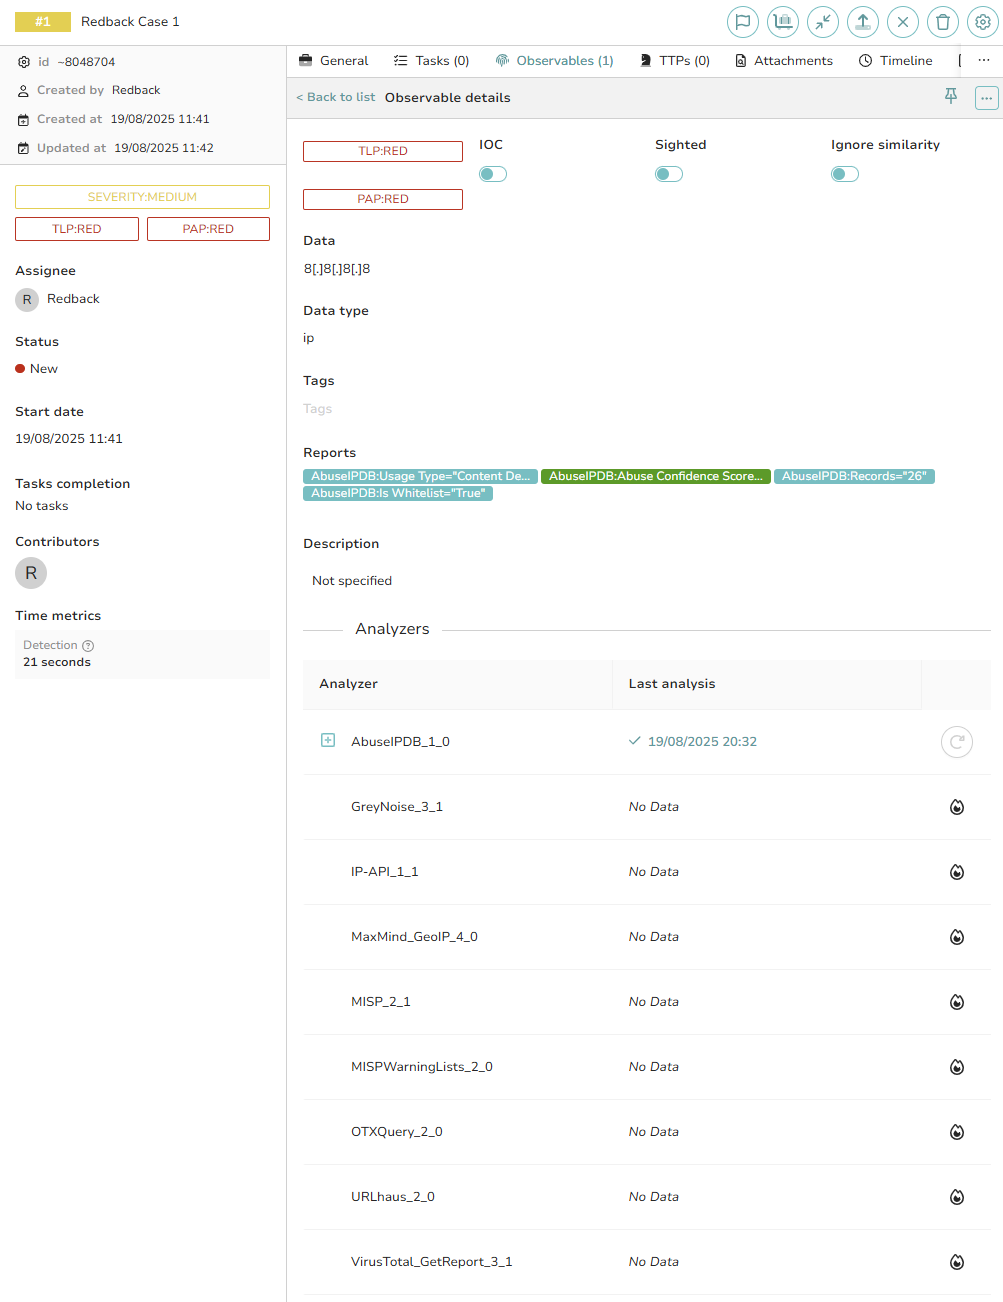 #1 Redback Case 1
id ~8048704
Created by Redback
Created at 19/08/2025 11:41
Updated at 19/08/2025 11:42
SEVERITY:MEDIUM
TLP:RED PAP:RED
Assignee
R Redback
Status
New
Start date
19/08/2025 11:41
Tasks completion
No tasks
Contributors
R
Time metrics
Detection ?
21 seconds
General Tasks (0) Observables (1) TTPs (0) Attachments Timeline ...
< Back to list Observable details ...
TLP:RED
PAP:RED
IOC Sighted Ignore similarity
Data
8[.]8[.]8[.]8
Data type
ip
Tags
Tags
Reports
AbuseIPDB:Usage Type="Content De... AbuseIPDB:Abuse Confidence Score... AbuseIPDB:Records="26"
AbuseIPDB:Is Whitelist="True"
Description
Not specified
Analyzers
Analyzer Last analysis
AbuseIPDB_1_0 19/08/2025 20:32
GreyNoise_3_1 No Data
IP-API_1_1 No Data
MaxMind_GeoIP_4_0 No Data
MISP_2_1 No Data
MISPWarningLists_2_0 No Data
OTXQuery_2_0 No Data
URLhaus_2_0 No Data
VirusTotal_GetReport_3_1 No Data